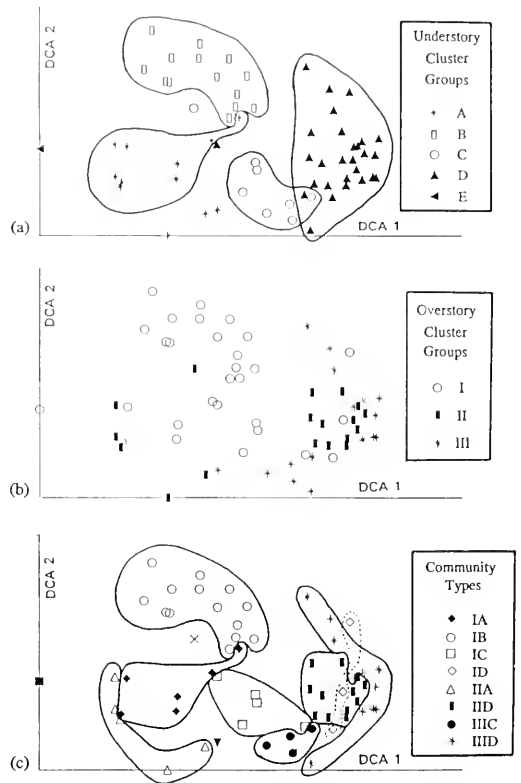 DCA 2
Understory
Cluster
Groups
A
B
C
D
E
(a)
DCA 1
DCA 2
Overstory
Cluster
Groups
I
II
III
(b)
DCA 1
DCA 2
Community
Types
IA
IB
IC
ID
IIA
IID
IIIC
IIID
(c)
DCA 1